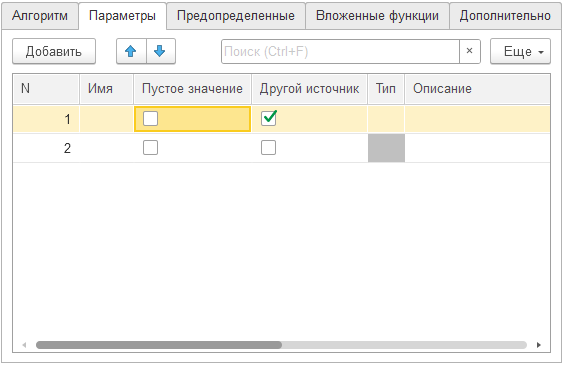 Алгоритм Параметры Предопределенные Вложенные функции Дополнительно
Добавить Поиск (Ctrl+F) × Еще
N Имя Пустое значение Другой источник Тип Описание
1
2